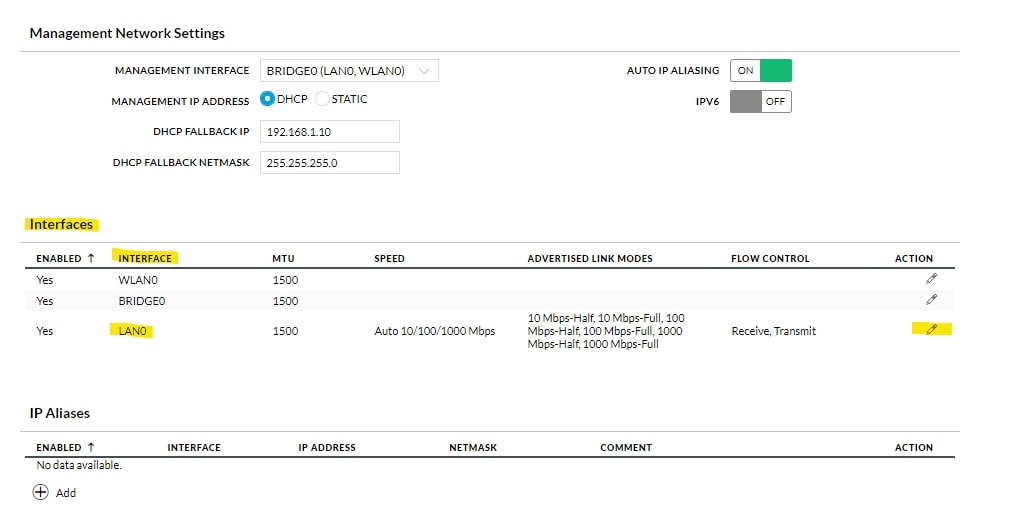 Management Network Settings
MANAGEMENT INTERFACE BRIDGE0 (LAN0, WLAN0) AUTO IP ALIASING ON
MANAGEMENT IP ADDRESS DHCP STATIC IPV6 OFF
DHCP FALLBACK IP 192.168.1.10
DHCP FALLBACK NETMASK 255.255.255.0
Interfaces
ENABLED ↑ INTERFACE MTU SPEED ADVERTISED LINK MODES FLOW CONTROL ACTION
Yes WLAN0 1500
Yes BRIDGE0 1500
Yes LAN0 1500 Auto 10/100/1000 Mbps 10 Mbps-Half, 10 Mbps-Full, 100
Mbps-Half, 100 Mbps-Full, 1000
Mbps-Half, 1000 Mbps-Full Receive, Transmit
IP Aliases
ENABLED ↑ INTERFACE IP ADDRESS NETMASK COMMENT ACTION
No data available.
Add